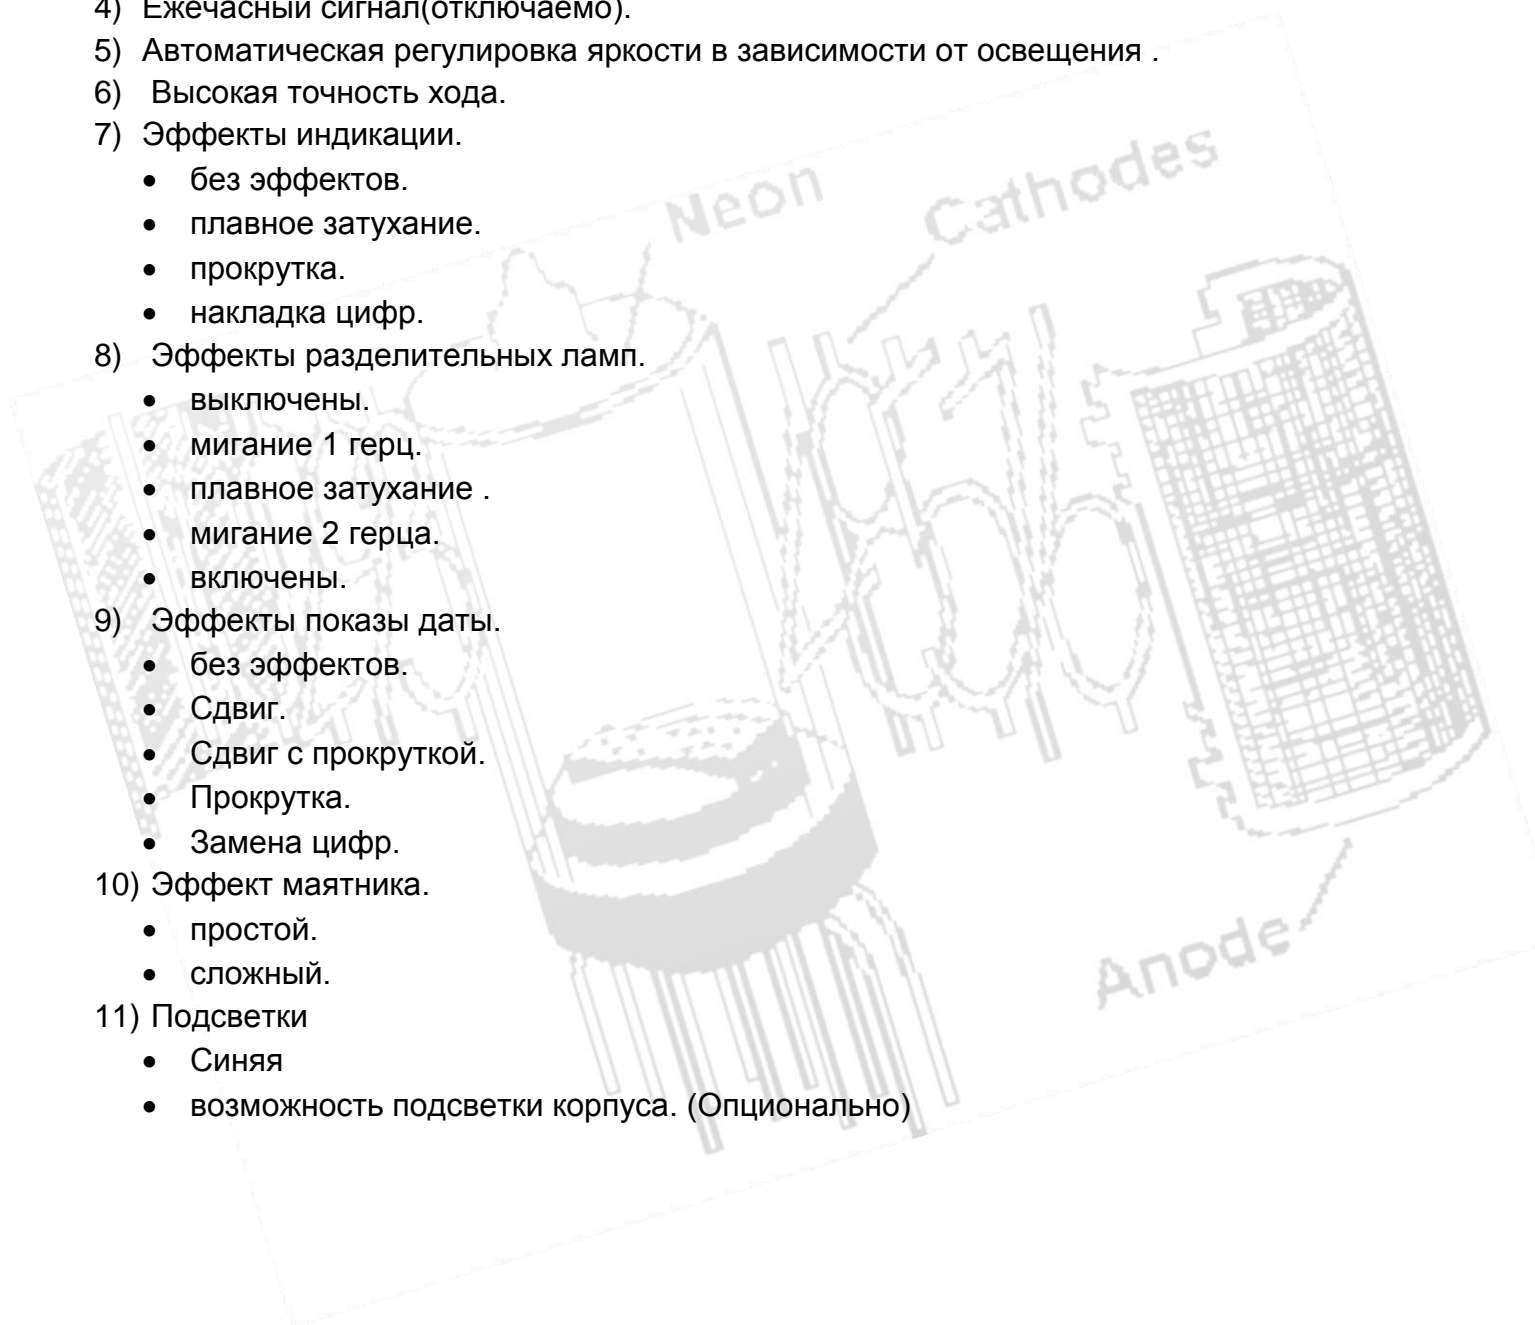 4) Ежечасный сигнал(отключаемо).
5) Автоматическая регулировка яркости в зависимости от освещения .
6) Высокая точность хода.
7) Эффекты индикации.
• без эффектов.
• плавное затухание.
• прокрутка.
• накладка цифр.
8) Эффекты разделительных ламп.
• выключены.
• мигание 1 герц.
• плавное затухание .
• мигание 2 герца.
• включены.
9) Эффекты показы даты.
• без эффектов.
• Сдвиг.
• Сдвиг с прокруткой.
• Прокрутка.
• Замена цифр.
10) Эффект маятника.
• простой.
• сложный.
11) Подсветки
• Синяя
• возможность подсветки корпуса. (Опционально)
Neon
Cathodes
Anode